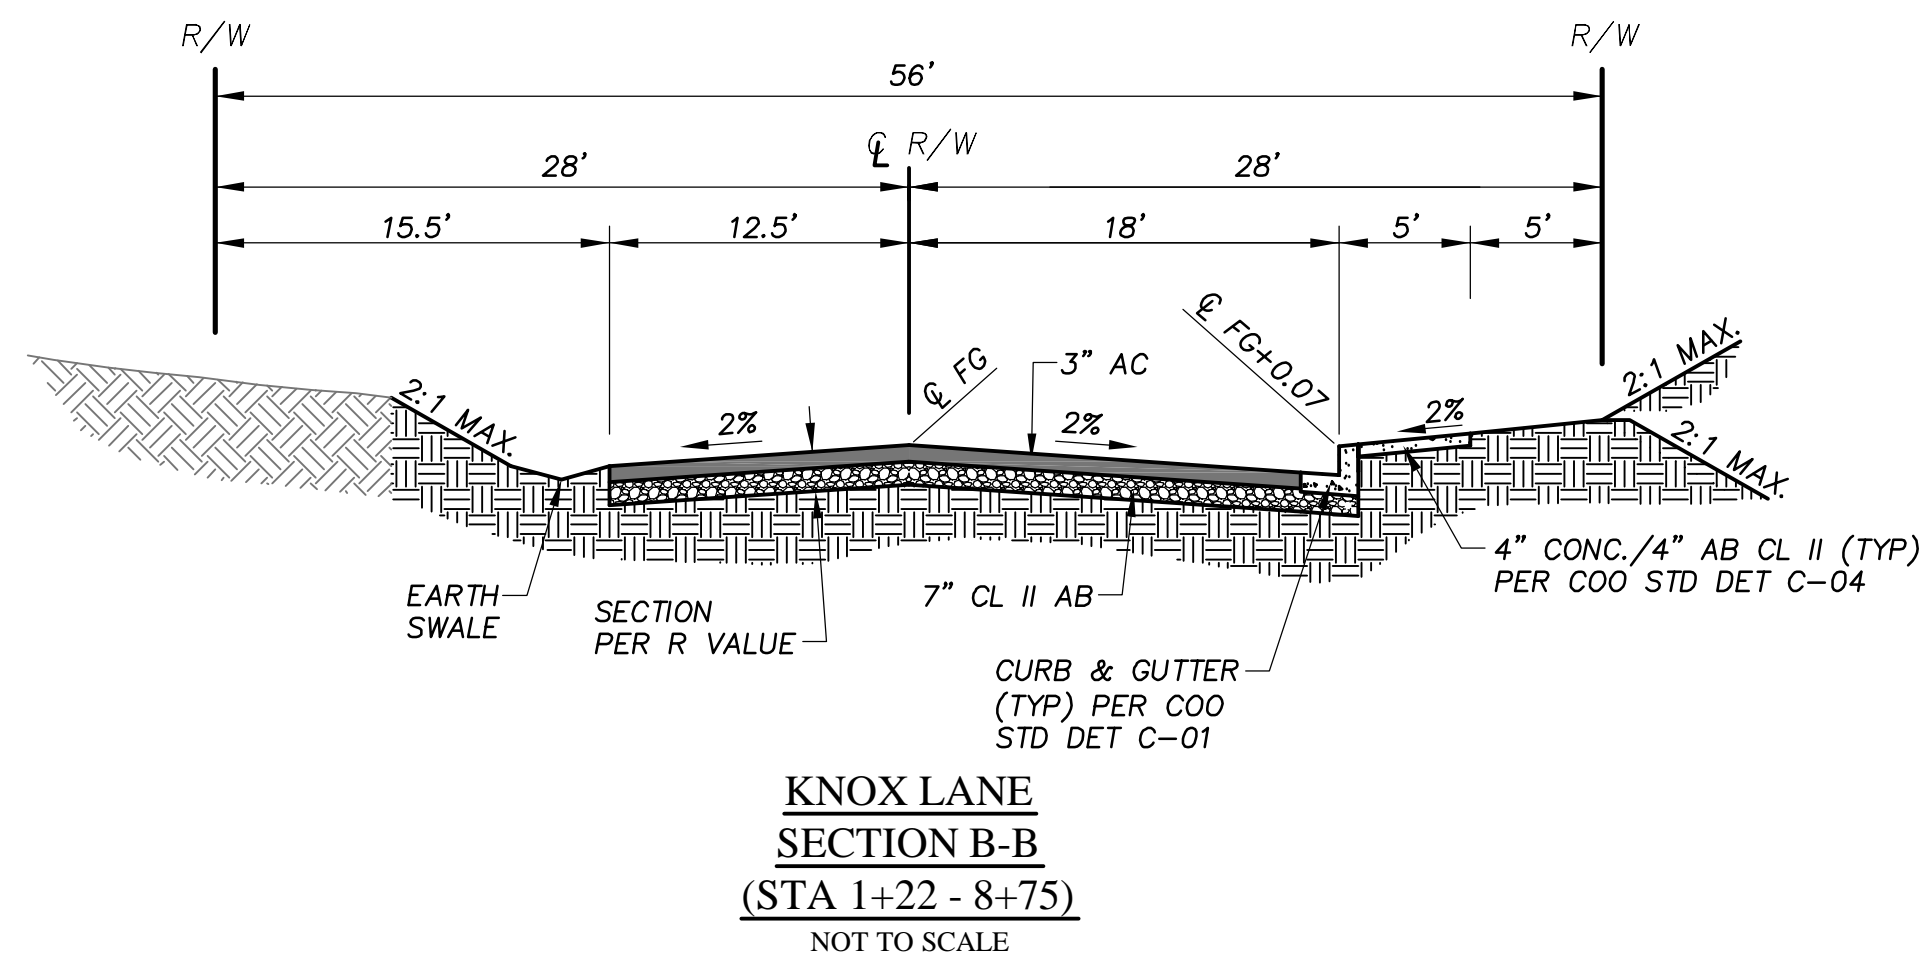 R/W
R/W
56'
℄ R/W
28'
28'
15.5'
12.5'
18'
5'
5'
℄ FG
3" AC
℄ FG+0.07
2:1 MAX.
2:1 MAX.
2:1 MAX.
2%
2%
2%
EARTH
SWALE
SECTION
PER R VALUE
7" CL II AB
4" CONC./4" AB CL II (TYP)
PER COO STD DET C-04
CURB & GUTTER
(TYP) PER COO
STD DET C-01
KNOX LANE
SECTION B-B
(STA 1+22 - 8+75)
NOT TO SCALE